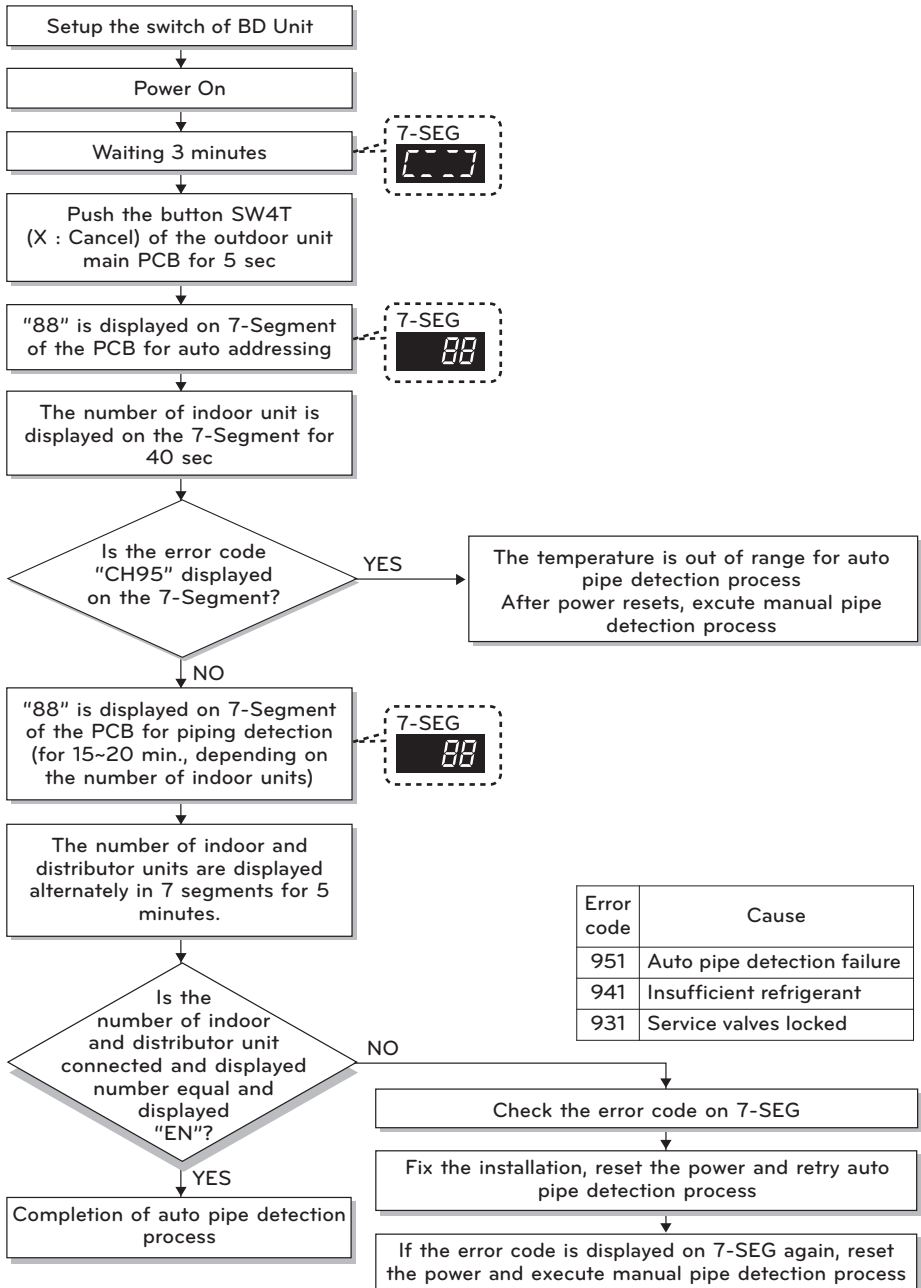 Setup the switch of BD Unit
Power On
Waiting 3 minutes
7-SEG
Push the button SW4T
(X : Cancel) of the outdoor unit
main PCB for 5 sec
"88" is displayed on 7-Segment
of the PCB for auto addressing
7-SEG
88
The number of indoor unit is
displayed on the 7-Segment for
40 sec
Is the error code
"CH95" displayed
on the 7-Segment?
YES
The temperature is out of range for auto
pipe detection process
After power resets, excute manual pipe
detection process
NO
"88" is displayed on 7-Segment
of the PCB for piping detection
(for 15~20 min., depending on
the number of indoor units)
7-SEG
88
The number of indoor and
distributor units are displayed
alternately in 7 segments for 5
minutes.
Error
code
Cause
951 Auto pipe detection failure
941 Insufficient refrigerant
931 Service valves locked
Is the
number of indoor
and distributor unit
connected and displayed
number equal and
displayed
"EN"?
NO
Check the error code on 7-SEG
Fix the installation, reset the power and retry auto
pipe detection process
If the error code is displayed on 7-SEG again, reset
the power and execute manual pipe detection process
YES
Completion of auto pipe detection
process